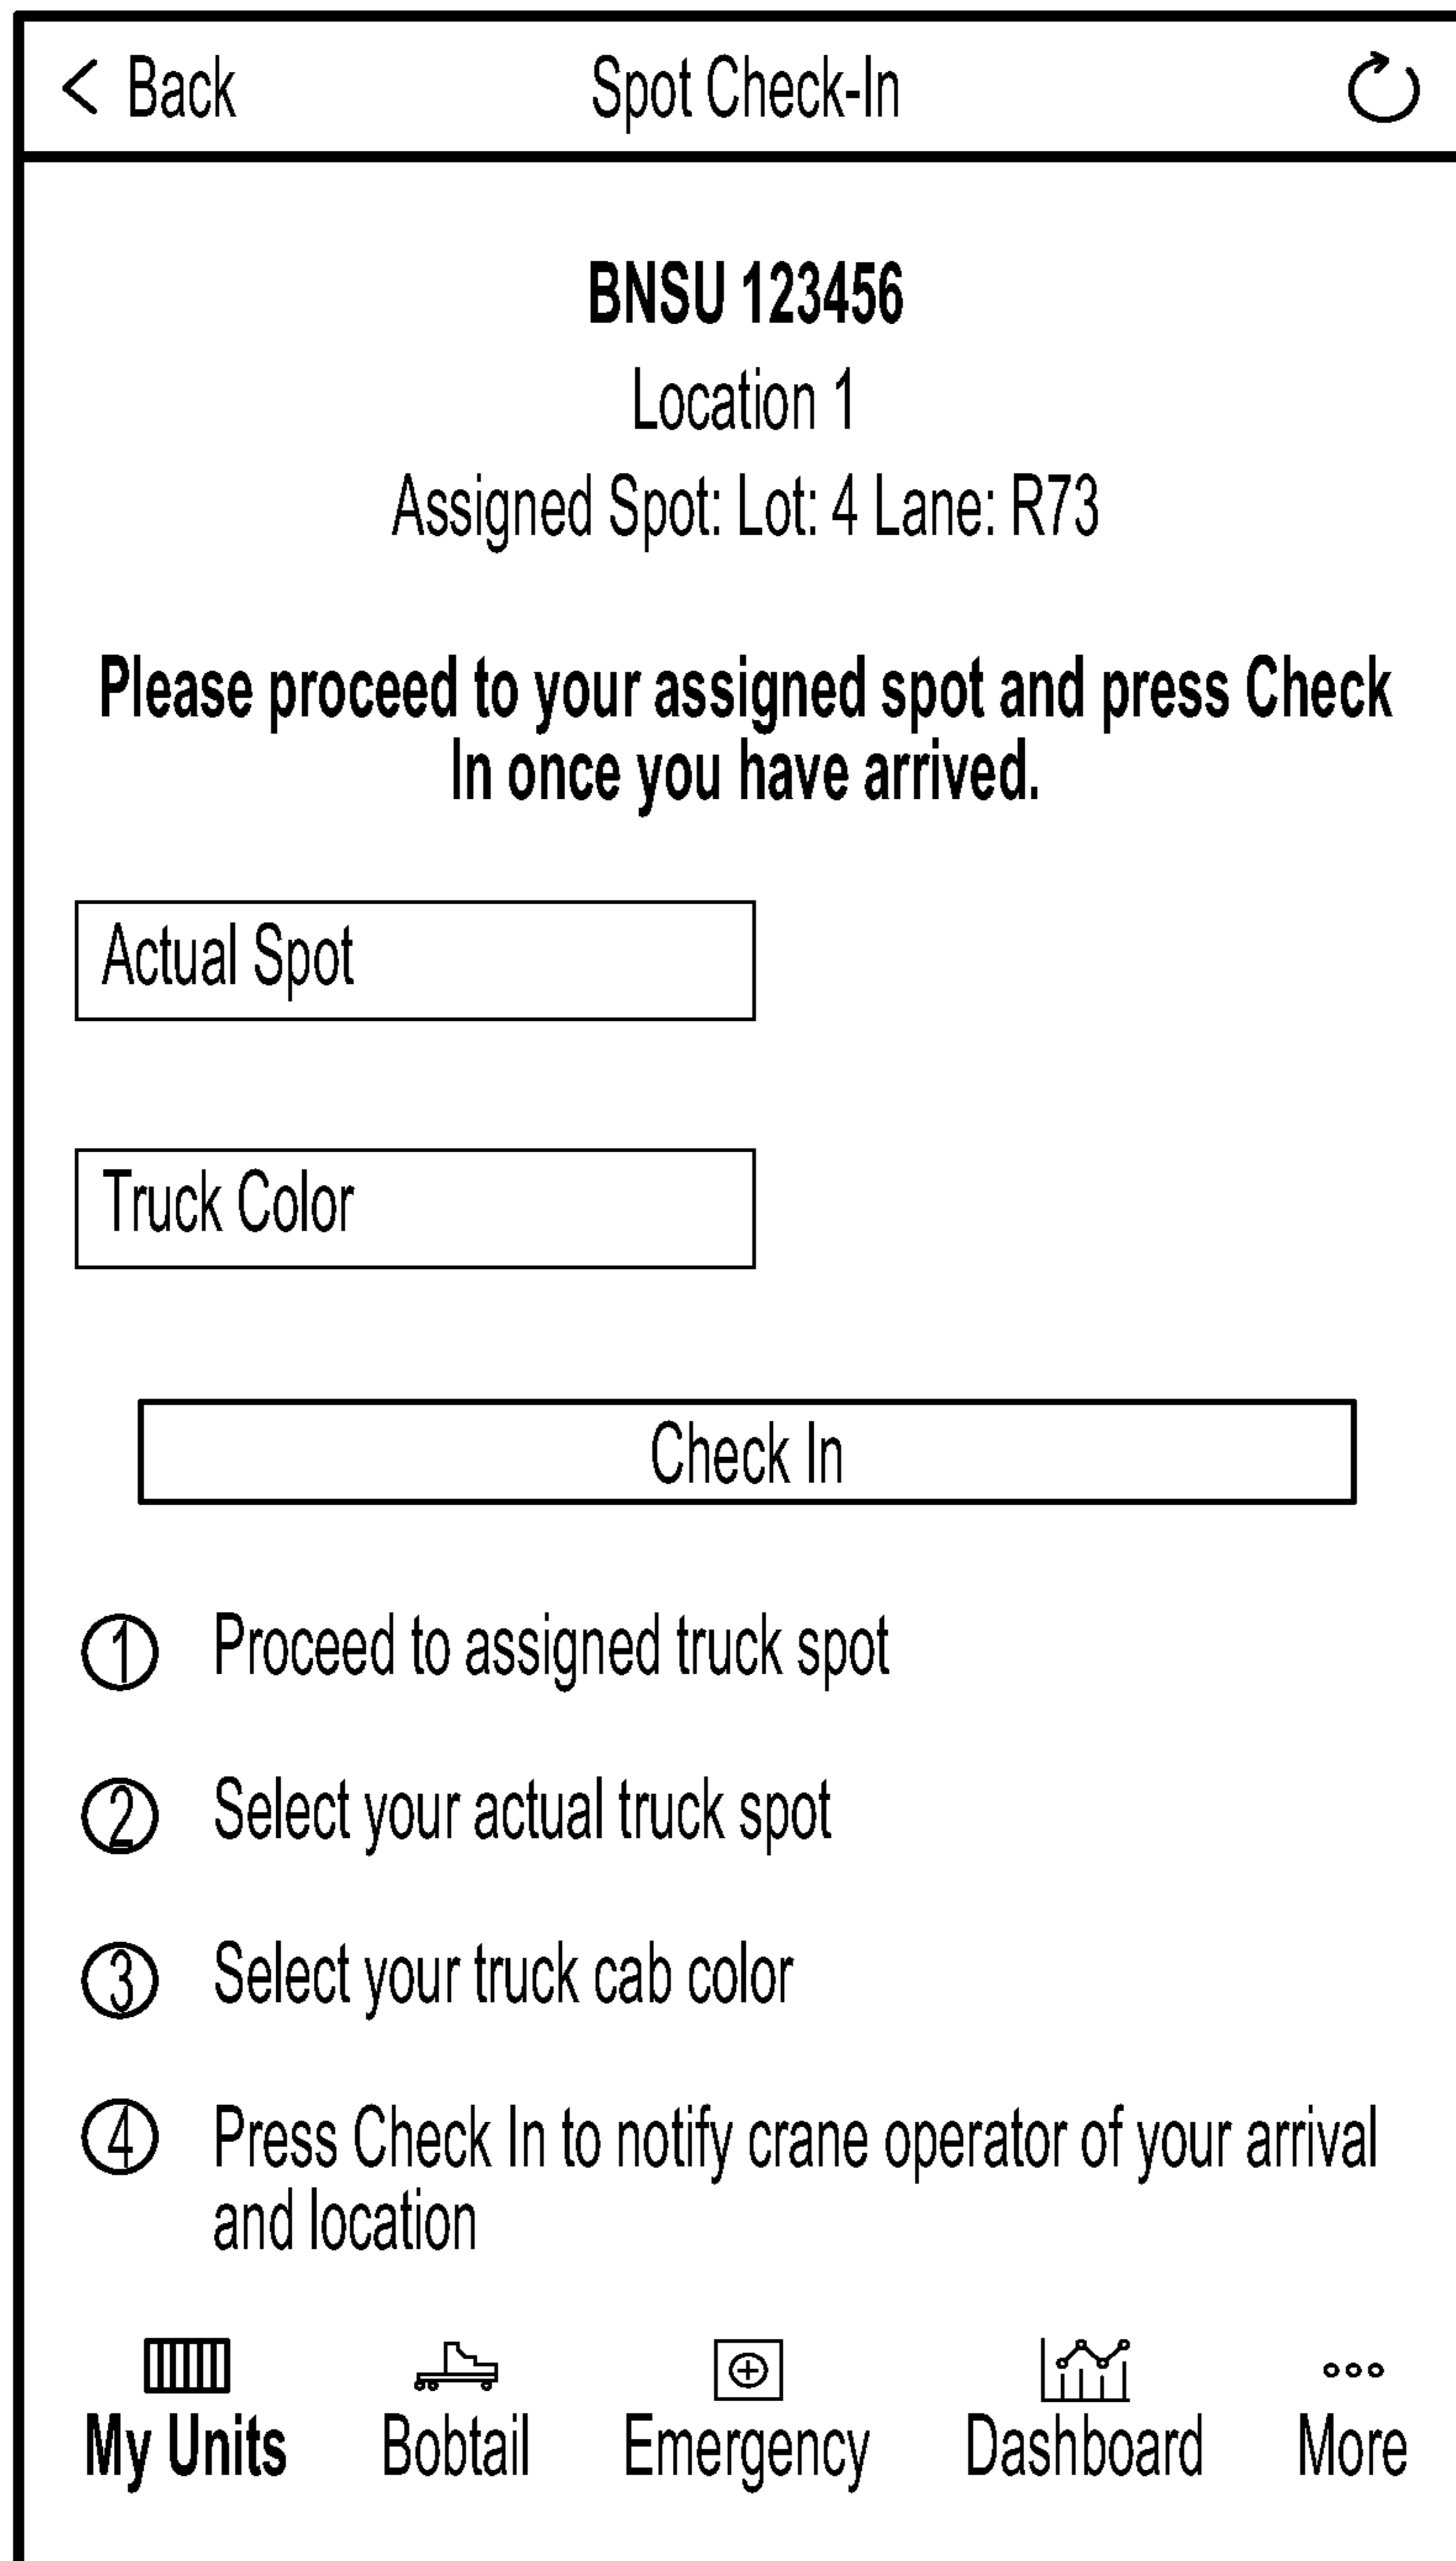 < Back Spot Check-In
BNSU 123456
Location 1
Assigned Spot: Lot: 4 Lane: R73
Please proceed to your assigned spot and press Check
In once you have arrived.
Actual Spot
Truck Color
Check In
1 Proceed to assigned truck spot
2 Select your actual truck spot
3 Select your truck cab color
4 Press Check In to notify crane operator of your arrival
and location
My Units Bobtail Emergency Dashboard More